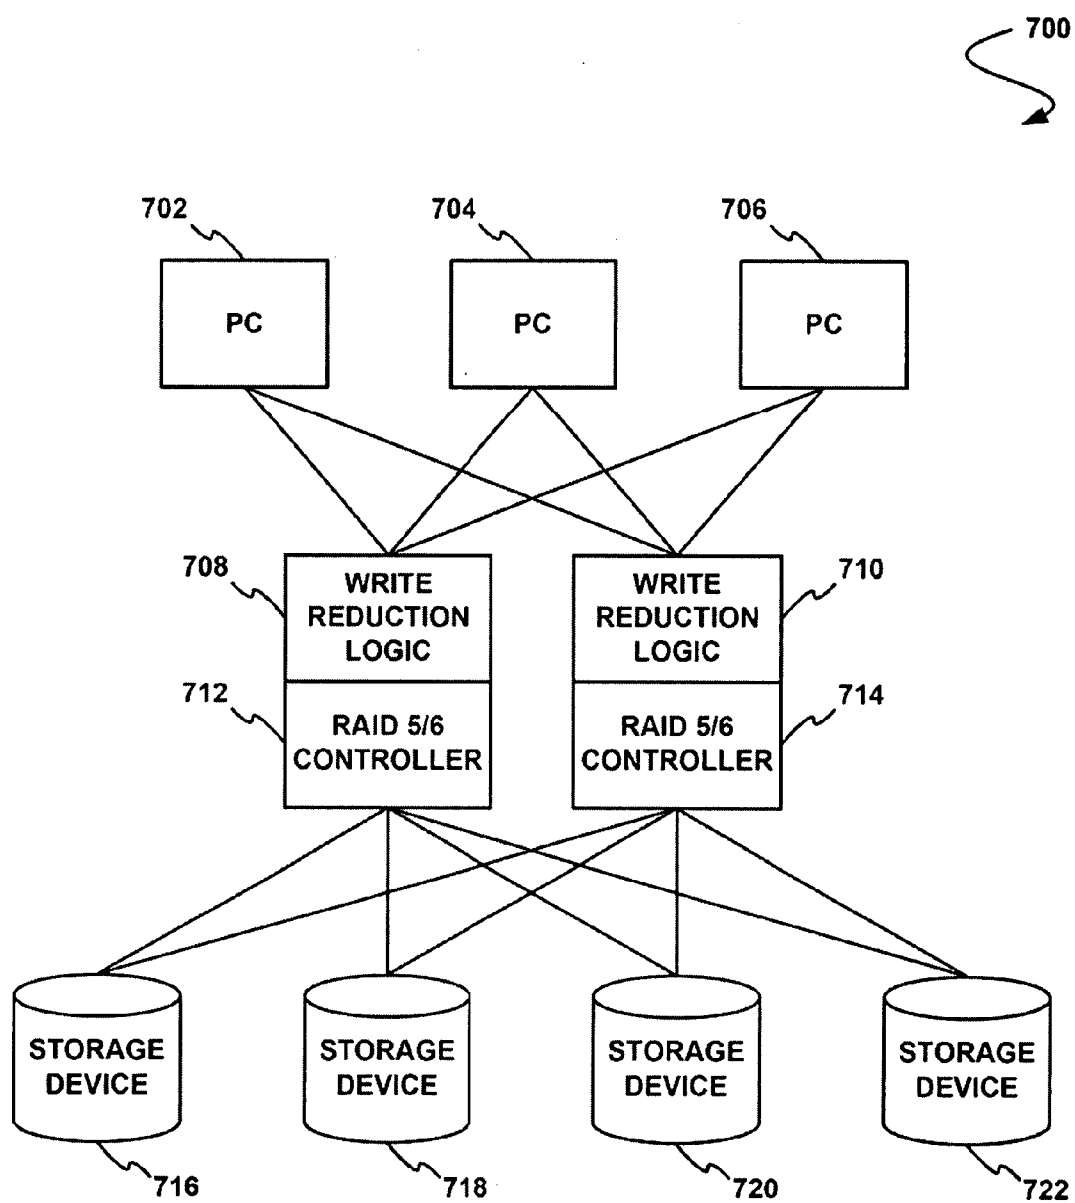 700
702
704
706
PC
PC
PC
708
WRITE
REDUCTION
LOGIC
WRITE
REDUCTION
LOGIC
710
712
RAID 5/6
CONTROLLER
RAID 5/6
CONTROLLER
714
STORAGE
DEVICE
STORAGE
DEVICE
STORAGE
DEVICE
STORAGE
DEVICE
716
718
720
722